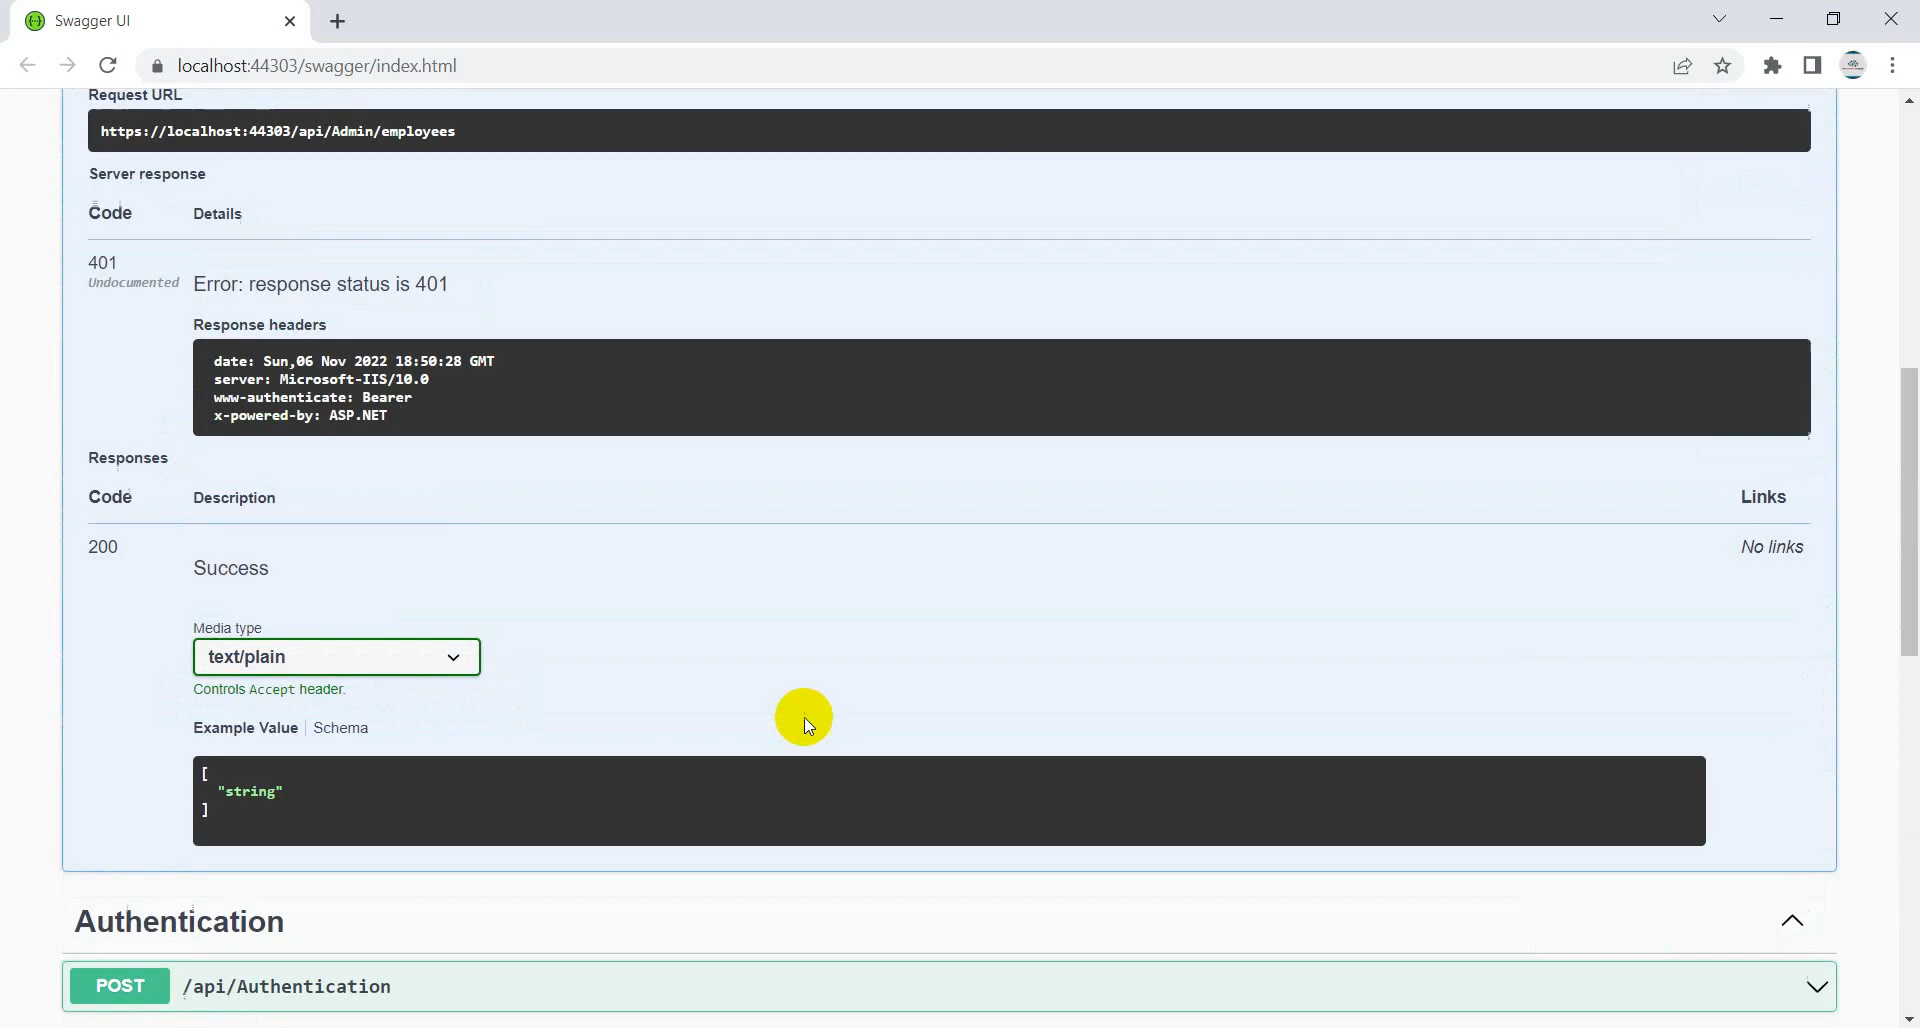 Swagger UI
localhost:44303/swagger/index.html
Request URL
https://localhost:44303/api/Admin/employees
Server response
Code Details
401
Undocumented
Error: response status is 401
Response headers
date: Sun,06 Nov 2022 18:50:28 GMT
server: Microsoft-IIS/10.0
www-authenticate: Bearer
x-powered-by: ASP.NET
Responses
Code Description Links
200 No links
Success
Media type
text/plain
Controls Accept header.
Example Value Schema
[
"string"
]
Authentication
POST /api/Authentication